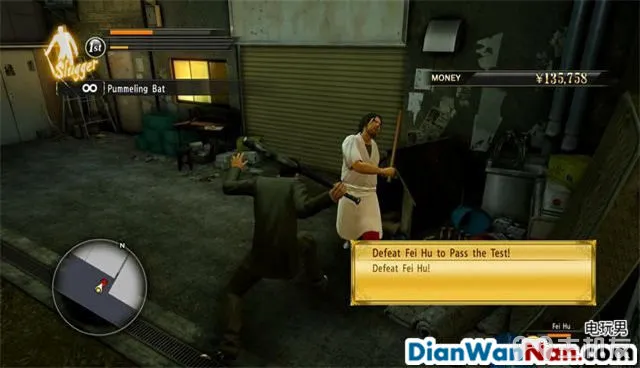 1st
Slugger
∞ Pummeling Bat
MONEY ¥135,758
N
Defeat Fei Hu to Pass the Test!
Defeat Fei Hu!
Fei Hu
电玩男
DianWanNan.com